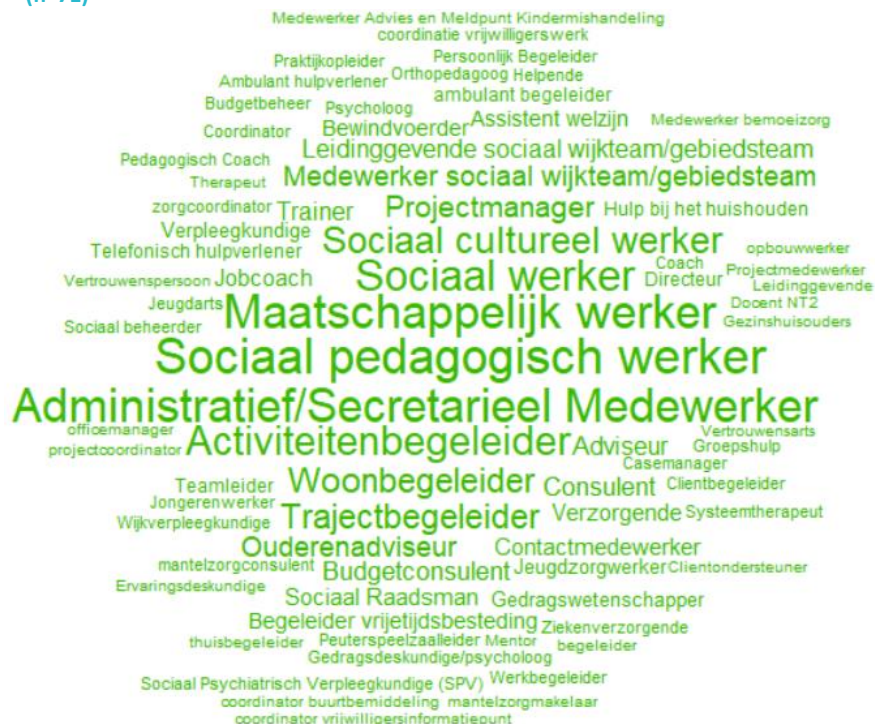 Medewerker Advies en Meldpunt Kindermishandeling
coordinatie vrijwilligerswerk
Praktijkopleider Persoonlijk Begeleider
Ambulant hulpverlener Orthopedagoog Helpende
Budgetbeheer Psycholoog ambulant begeleider
Coordinator Bewindvoerder Assistent welzijn Medewerker bemoeizorg
Pedagogisch Coach Leidinggevende sociaal wijkteam/gebiedsteam
Therapeut Medewerker sociaal wijkteam/gebiedsteam
zorgcoordinator Trainer Projectmanager Hulp bij het huishouden
Verpleegkundige Sociaal cultureel werker opbouwwerker
Telefonisch hulpverlener Coach
Vertrouwenspersoon Jobcoach Sociaal werker Directeur Projectmedewerker
Leidinggevende
Jeugdarts Maatschappelijk werker Docent NT2
Sociaal beheerder Gezinshuisouders
Sociaal pedagogisch werker
Administratief/Secretarieel Medewerker
officemanager Activiteitenbegeleider Adviseur Vertrouwensarts
projectcoordinator Groepshulp
Casemanager
Teamleider Woonbegeleider Consulent Clientbegeleider
Jongerenwerker
Wijkverpleegkundige Trajectbegeleider Verzorgende Systeemtherapeut
Ouderenadviseur Contactmedewerker
mantelzorgconsulent Budgetconsulent Jeugdzorgwerker Clientondersteuner
Ervaringsdeskundige
Sociaal Raadsman Gedragswetenschapper
Begeleider vrijetijdsbesteding Ziekenverzorgende
thuisbegeleider Peuterspeelzaalleider Mentor begeleider
Gedragsdeskundige/psycholoog
Sociaal Psychiatrisch Verpleegkundige (SPV) Werkbegeleider
coordinator buurtbemiddeling mantelzorgmakelaar
coordinator vrijwilligersinformatiepunt